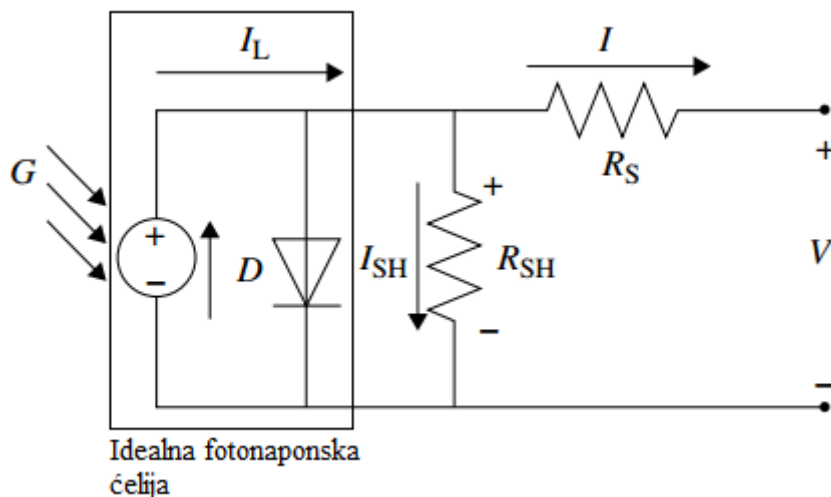 I_L
I
G
+
−
D
I_SH
+
R_SH
−
R_S
+
V
−
Idealna fotonaponska
ćelija